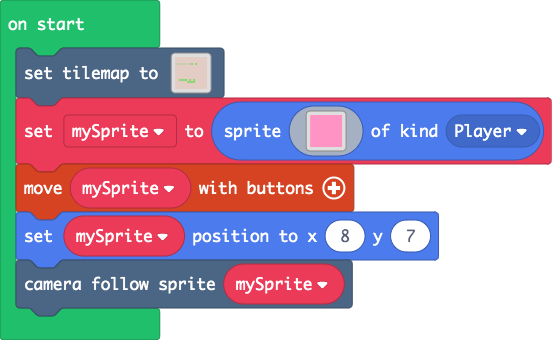 on start
set tilemap to
set mySprite to sprite of kind Player
move mySprite with buttons
set mySprite position to x 8 y 7
camera follow sprite mySprite